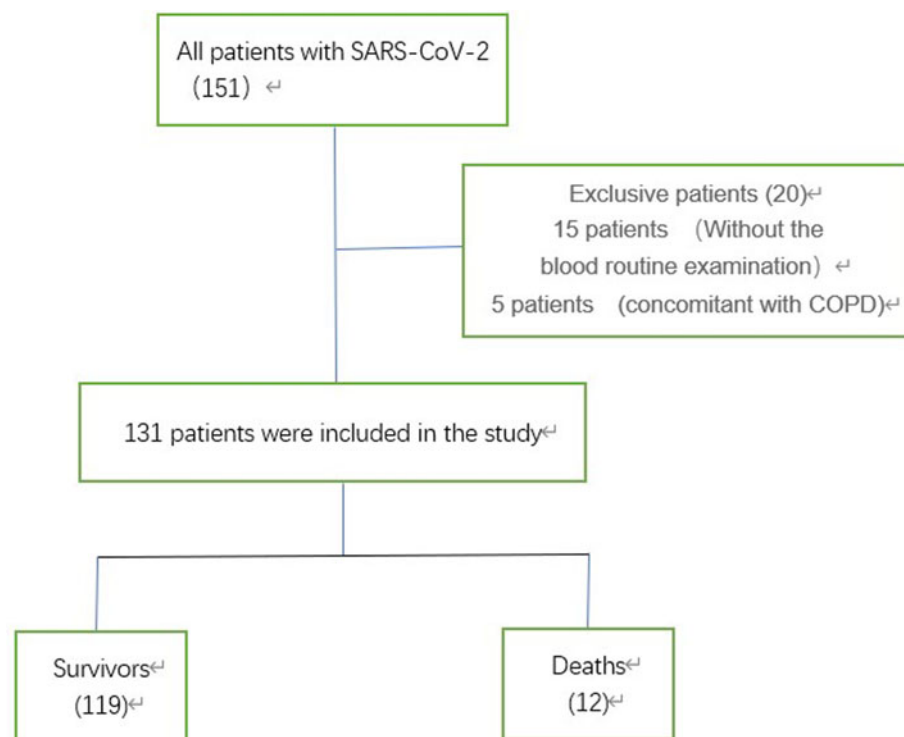 All patients with SARS-CoV-2
（151）↵
Exclusive patients (20)↵
15 patients （Without the
blood routine examination） ↵
5 patients （concomitant with COPD)↵
131 patients were included in the study↵
Survivors↵
(119)↵
Deaths↵
(12)↵